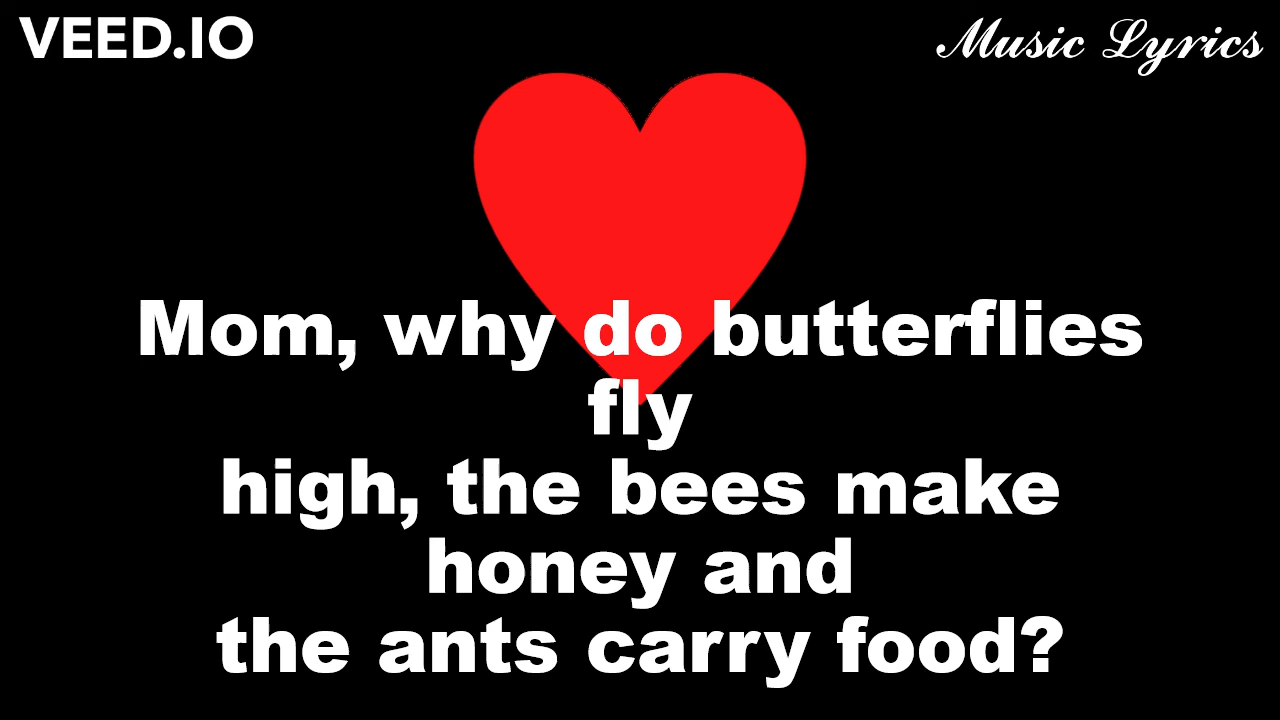 VEED.IO
Music Lyrics
Mom, why do butterflies
fly
high, the bees make
honey and
the ants carry food?